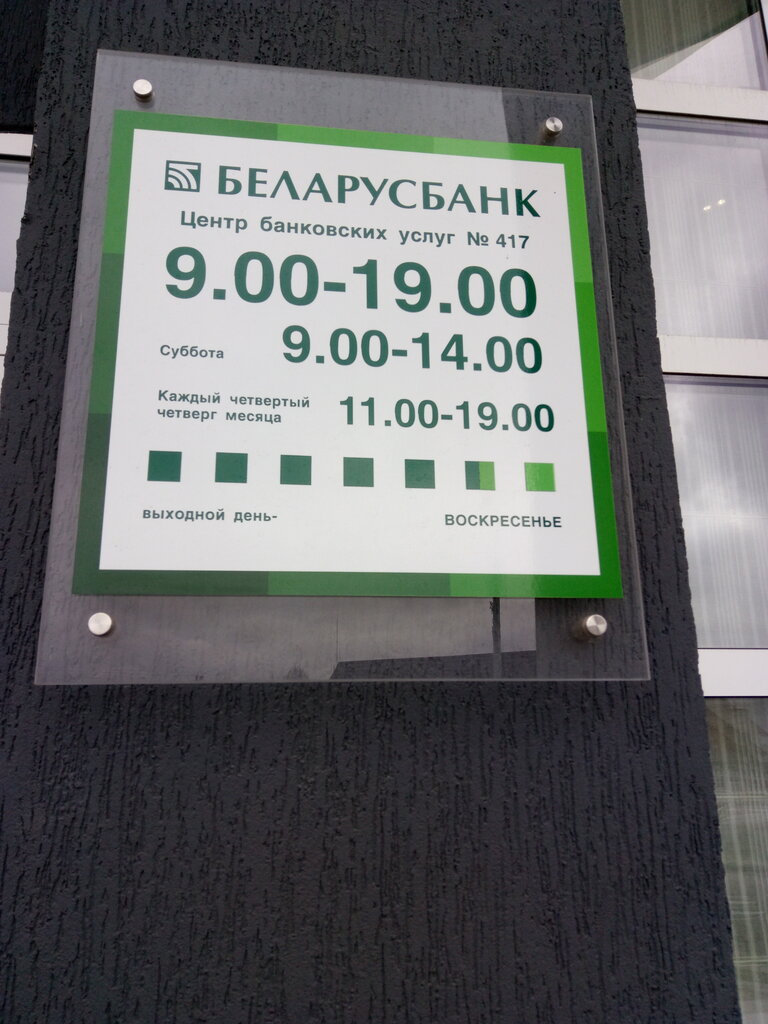 БЕЛАРУСБАНК
Центр банковских услуг № 417
9.00-19.00
Суббота 9.00-14.00
Каждый четвертый
четверг месяца 11.00-19.00
выходной день- ВОСКРЕСЕНЬЕ